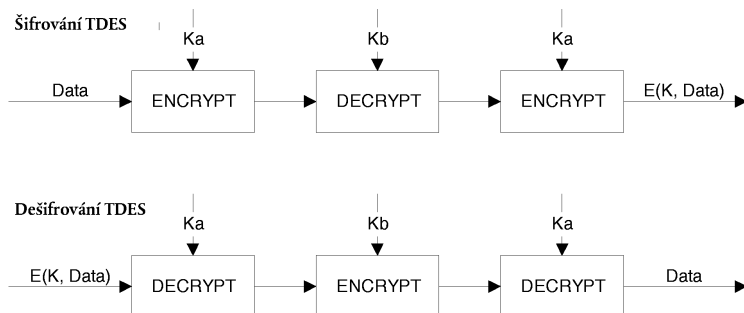 Šifrování TDES
Ka Kb Ka
Data ENCRYPT DECRYPT ENCRYPT E(K, Data)
Dešifrování TDES
Ka Kb Ka
E(K, Data) DECRYPT ENCRYPT DECRYPT Data